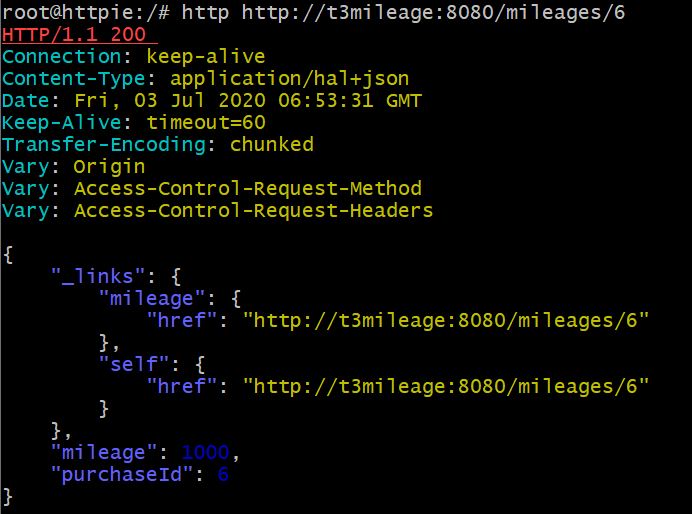 root@httpie:/# http http://t3mileage:8080/mileages/6
HTTP/1.1 200
Connection: keep-alive
Content-Type: application/hal+json
Date: Fri, 03 Jul 2020 06:53:31 GMT
Keep-Alive: timeout=60
Transfer-Encoding: chunked
Vary: Origin
Vary: Access-Control-Request-Method
Vary: Access-Control-Request-Headers

{
    "_links": {
        "mileage": {
            "href": "http://t3mileage:8080/mileages/6"
        },
        "self": {
            "href": "http://t3mileage:8080/mileages/6"
        }
    },
    "mileage": 1000,
    "purchaseId": 6
}